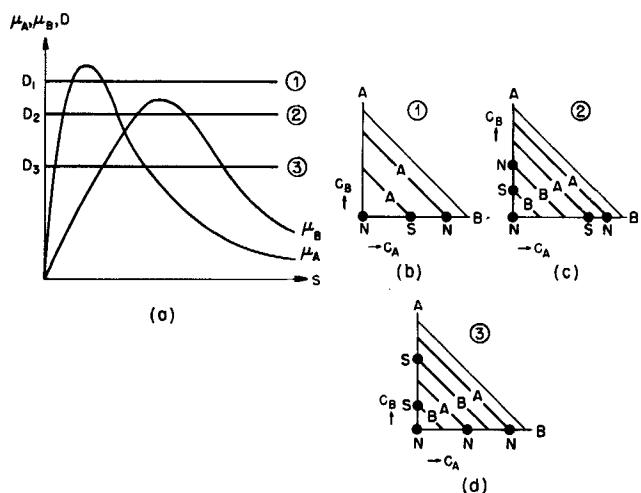 μA, μB, D
D1
①
D2
②
D3
③
μB
μA
S
(a)
A
①
CB
↑
A
A
N
S
N
B
→ CA
(b)
A
②
CB
↑
N
S
A
A
B
B
N
S
N
B
→ CA
(c)
A
③
S
S
CB
↑
A
B
A
B
N
N
N
B
→ CA
(d)